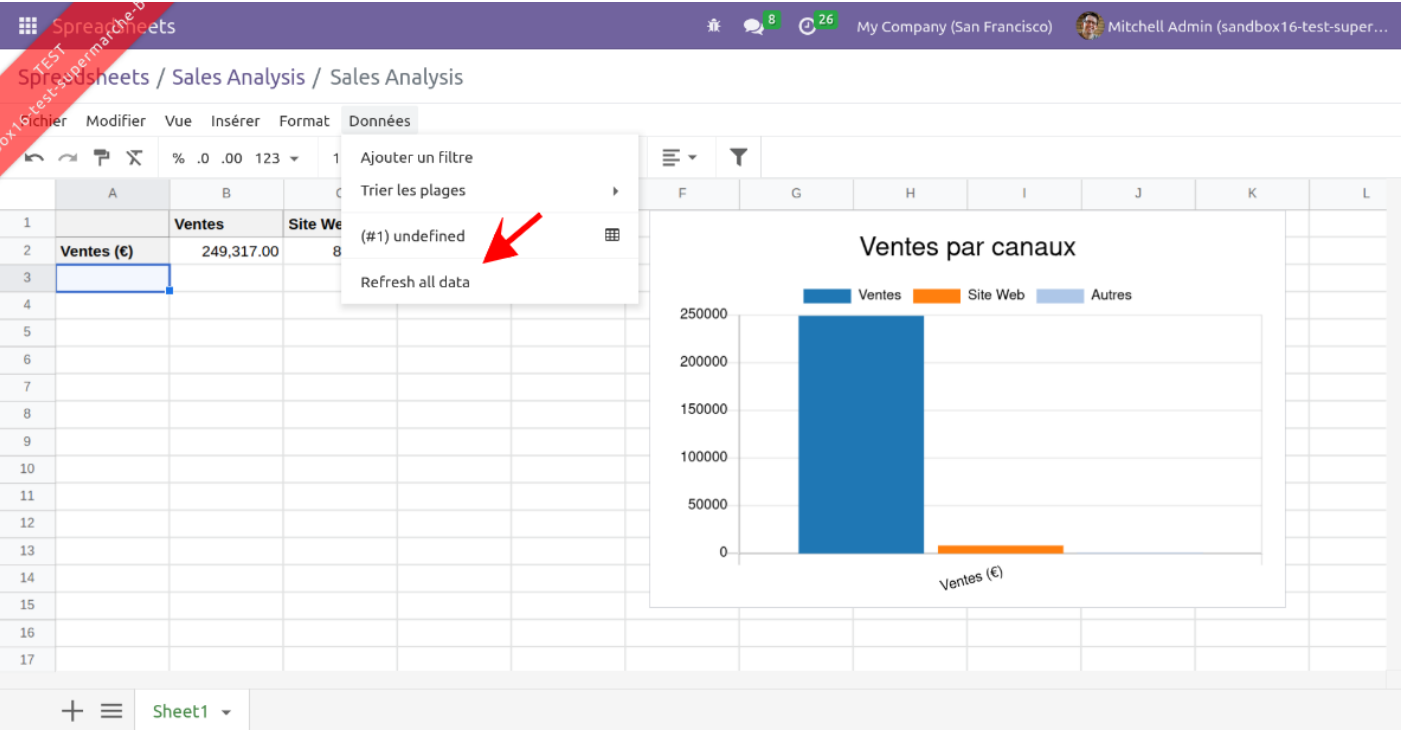 Spreadsheets
8
26
My Company (San Francisco)
Mitchell Admin (sandbox16-test-super...
TEST
Spreadsheets / Sales Analysis / Sales Analysis
Fichier Modifier Vue Insérer Format Données
% .0 .00 123
Ajouter un filtre
Trier les plages
(#1) undefined
Refresh all data
A B C F G H I J K L
1 Ventes Site We
2 Ventes (€) 249,317.00 8
3
4
5
6
7
8
9
10
11
12
13
14
15
16
17
Ventes par canaux
Ventes Site Web Autres
250000
200000
150000
100000
50000
0
Ventes (€)
Sheet1